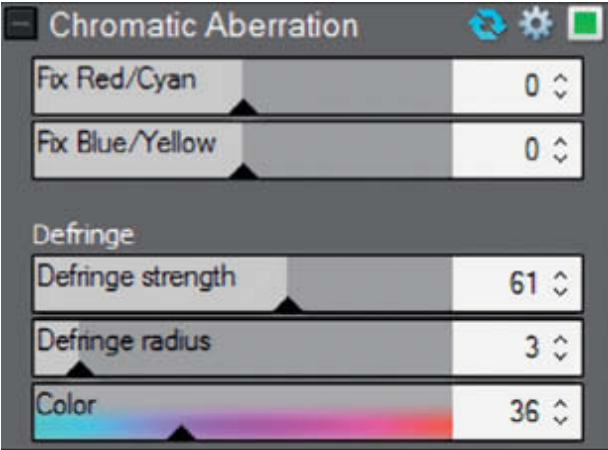 Chromatic Aberration
Fix Red/Cyan 0
Fix Blue/Yellow 0
Defringe
Defringe strength 61
Defringe radius 3
Color 36